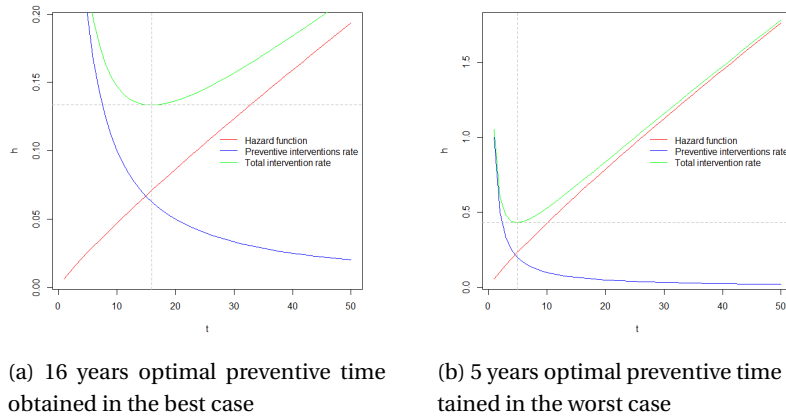 0.20
0.15
0.10
0.05
0.00
h
0 10 20 30 40 50
t
Hazard function
Preventive interventions rate
Total intervention rate
1.5
1.0
0.5
0.0
h
0 10 20 30 40 50
t
Hazard function
Preventive interventions rate
Total intervention rate
(a) 16 years optimal preventive time
obtained in the best case
(b) 5 years optimal preventive time
tained in the worst case